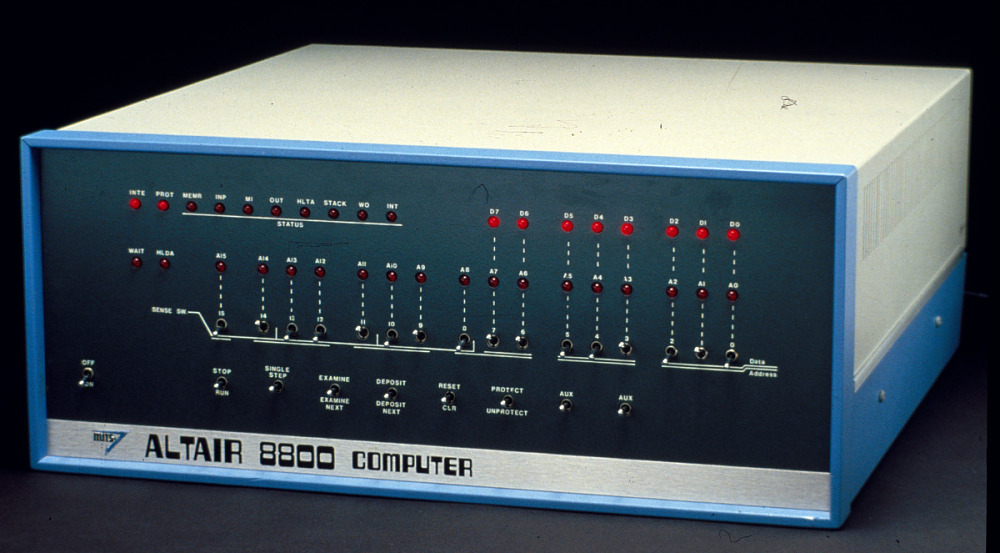 INTE PROT MEMR INP MI OUT HLTA STACK WO INT
STATUS
D7 D6 D5 D4 D3 D2 D1 D0
WAIT HLDA
A15 A14 A13 A12 A11 A10 A9 A8 A7 A6 A5 A4 A3 A2 A1 A0
SENSE SW.
15 14 13 12 11 10 9 8 7 6 5 4 3 2 0
Data
Address
OFF
ON
STOP
RUN
SINGLE
STEP
EXAMINE
EXAMINE
NEXT
DEPOSIT
DEPOSIT
NEXT
RESET
CLR
PROTECT
UNPROTECT
AUX
AUX
mits
ALTAIR 8800 COMPUTER